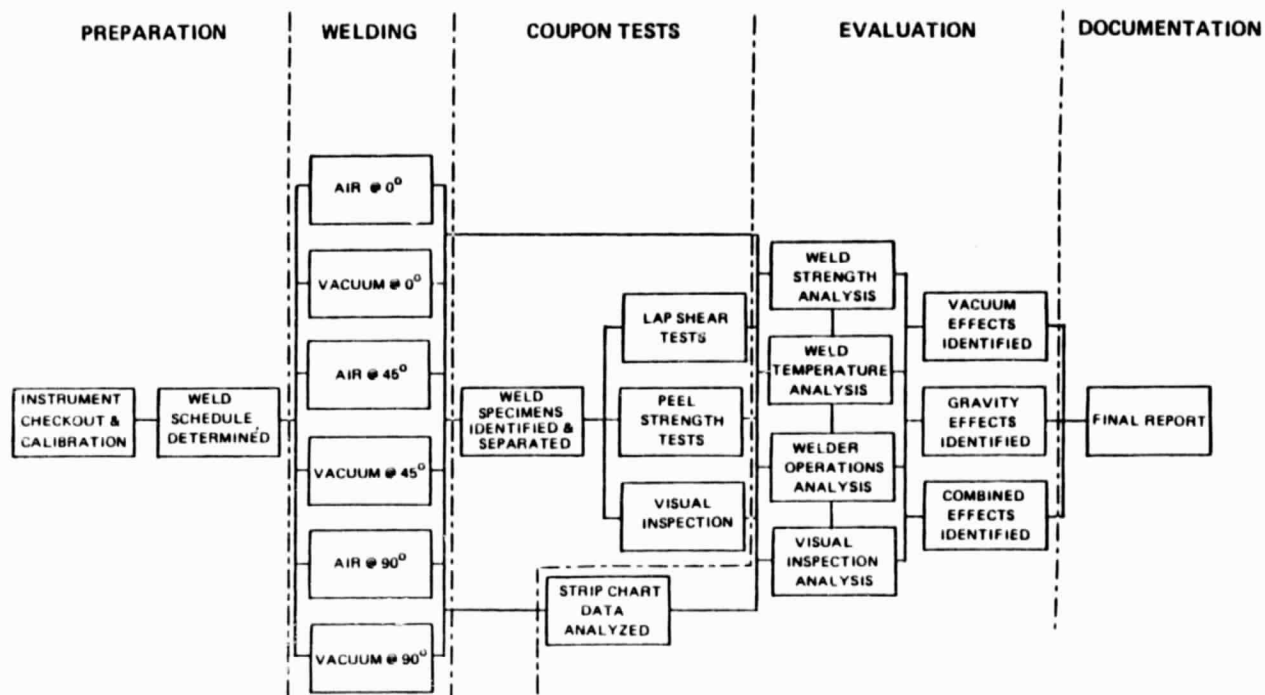 PREPARATION
WELDING
COUPON TESTS
EVALUATION
DOCUMENTATION
INSTRUMENT
CHECKOUT &
CALIBRATION
WELD
SCHEDULE
DETERMINED
AIR @ 0°
VACUUM @ 0°
AIR @ 45°
VACUUM @ 45°
AIR @ 90°
VACUUM @ 90°
WELD
SPECIMENS
IDENTIFIED &
SEPARATED
LAP SHEAR
TESTS
PEEL
STRENGTH
TESTS
VISUAL
INSPECTION
STRIP CHART
DATA
ANALYZED
WELD
STRENGTH
ANALYSIS
WELD
TEMPERATURE
ANALYSIS
WELDER
OPERATIONS
ANALYSIS
VISUAL
INSPECTION
ANALYSIS
VACUUM
EFFECTS
IDENTIFIED
GRAVITY
EFFECTS
IDENTIFIED
COMBINED
EFFECTS
IDENTIFIED
FINAL REPORT